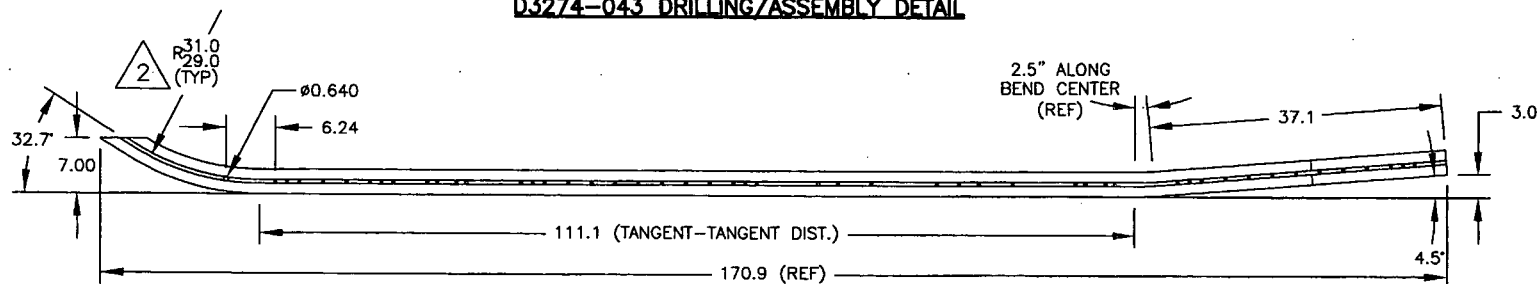 D3274-043 DRILLING/ASSEMBLY DETAIL
R31.0
29.0
(TYP)
2
Ø0.640
6.24
2.5" ALONG
BEND CENTER
(REF)
37.1
3.0
32.7°
7.00
111.1 (TANGENT-TANGENT DIST.)
170.9 (REF)
4.5°